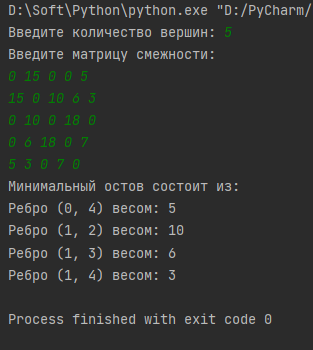 D:\Soft\Python\python.exe "D:/PyCharm/
Введите количество вершин: 5
Введите матрицу смежности:
0 15 0 0 5
15 0 10 6 3
0 10 0 18 0
0 6 18 0 7
5 3 0 7 0
Минимальный остов состоит из:
Ребро (0, 4) весом: 5
Ребро (1, 2) весом: 10
Ребро (1, 3) весом: 6
Ребро (1, 4) весом: 3
Process finished with exit code 0